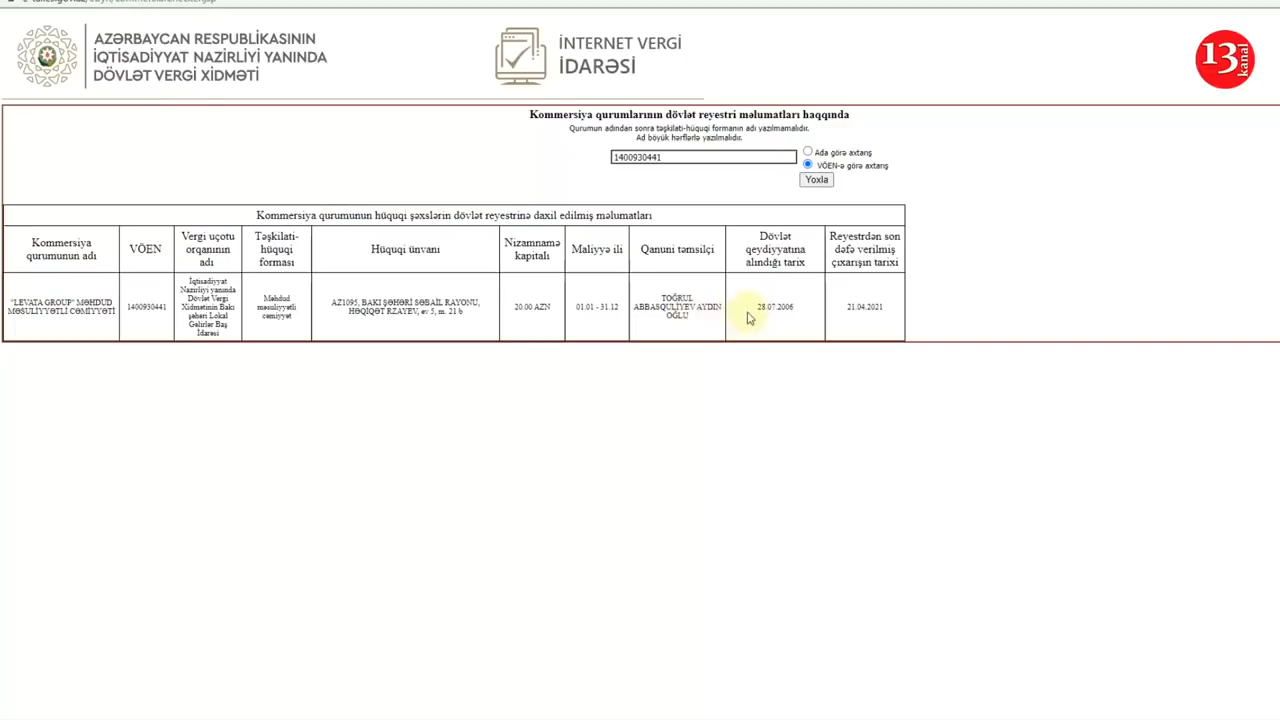 AZƏRBAYCAN RESPUBLİKASININ
İQTİSADİYYAT NAZİRLİYİ YANINDA
DÖVLƏT VERGİ XİDMƏTİ
İNTERNET VERGİ
İDARƏSİ
13
kanal
Kommersiya qurumlarının dövlət reyestri məlumatları haqqında
Qurumun adından sonra təşkilati-hüquqi formanın adı yazılmamalıdır.
Ad böyük hərflərlə yazılmalıdır.
1400930441
Ada görə axtarış
VÖEN-ə görə axtarış
Yoxla
Kommersiya qurumunun hüquqi şəxslərin dövlət reyestrinə daxil edilmiş məlumatları
Kommersiya
qurumunun adı
VÖEN
Vergi uçotu
orqanının
adı
Təşkilati-
hüquqi
forması
Hüquqi ünvanı
Nizamnamə
kapitalı
Maliyyə ili
Qanuni təmsilçi
Dövlət
qeydiyyatına
alındığı tarix
Reyestrdən son
dəfə verilmiş
çıxarışın tarixi
"LEVATA GROUP" MƏHDUD
MƏSULİYYƏTLİ CƏMİYYƏTİ
1400930441
İqtisadiyyat
Nazirliyi yanında
Dövlət Vergi
Xidmətinin Bakı
şəhəri Lokal
Gəlirlər Baş
İdarəsi
Məhdud
məsuliyyətli
cəmiyyət
AZ1095, BAKI ŞƏHƏRİ SƏBAİL RAYONU,
HƏQİQƏT RZAYEV, ev 5, m. 21 b
20.00 AZN
01.01 - 31.12
TOĞRUL
ABBASQULİYEV AYDIN
OĞLU
28.07.2006
21.04.2021